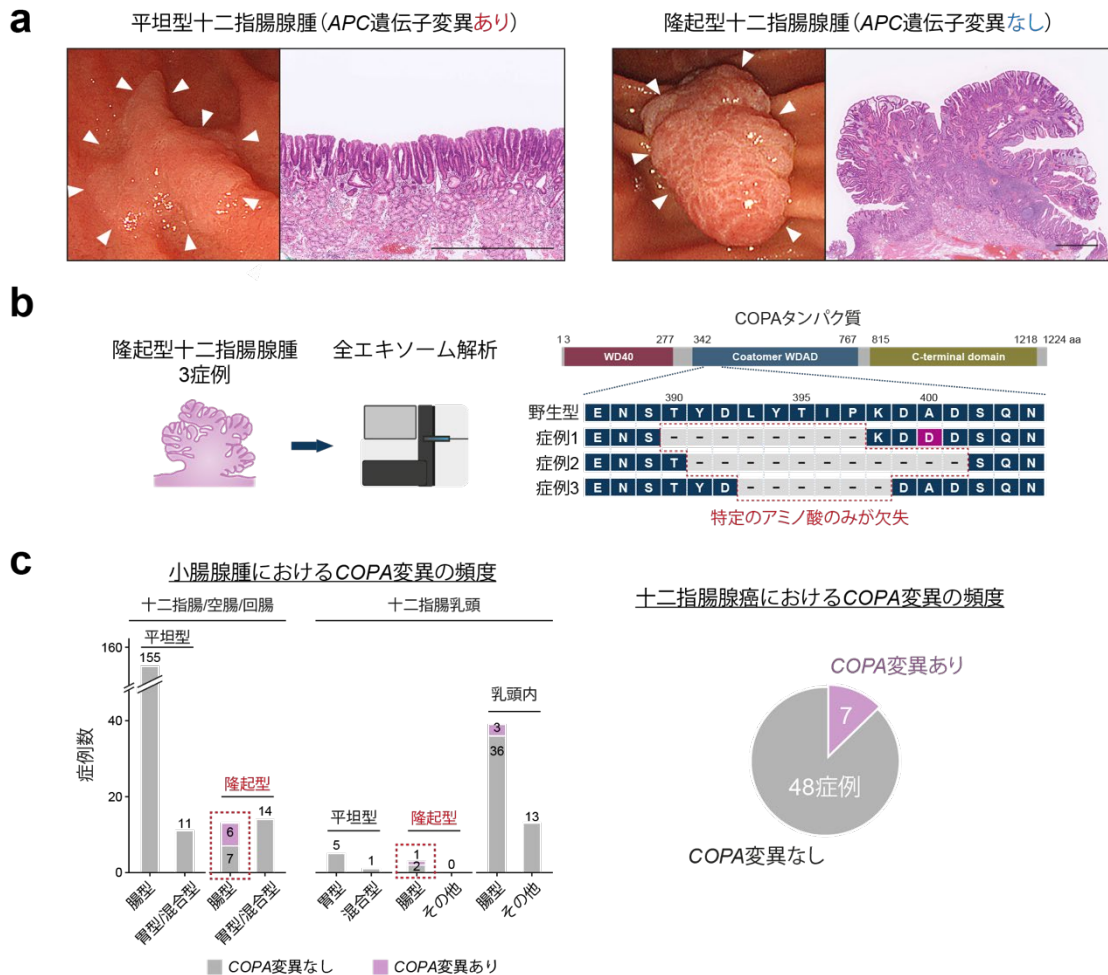 a
平坦型十二指腸腺腫（APC遺伝子変異あり）
隆起型十二指腸腺腫（APC遺伝子変異なし）
b
隆起型十二指腸腺腫
3症例
全エキソーム解析
COPAタンパク質
1 3 277 342 767 815 1218 1224 aa
WD40 Coatomer WDAD C-terminal domain
390 395 400
野生型 E N S T Y D L Y T I P K D A D S Q N
症例1 E N S - - - - - - - - K D D D S Q N
症例2 E N S T - - - - - - - - - - - S Q N
症例3 E N S T Y D - - - - - - D A D S Q N
特定のアミノ酸のみが欠失
c
小腸腺腫におけるCOPA変異の頻度
十二指腸/空腸/回腸
十二指腸乳頭
症例数
160
40
20
0
平坦型
155
11
隆起型
6
7
14
平坦型
5
1
隆起型
1
2
0
乳頭内
3
36
13
腸型
胃型/混合型
腸型
胃型/混合型
胃型
混合型
腸型
その他
腸型
その他
COPA変異なし
COPA変異あり
十二指腸腺癌におけるCOPA変異の頻度
COPA変異あり
7
48症例
COPA変異なし